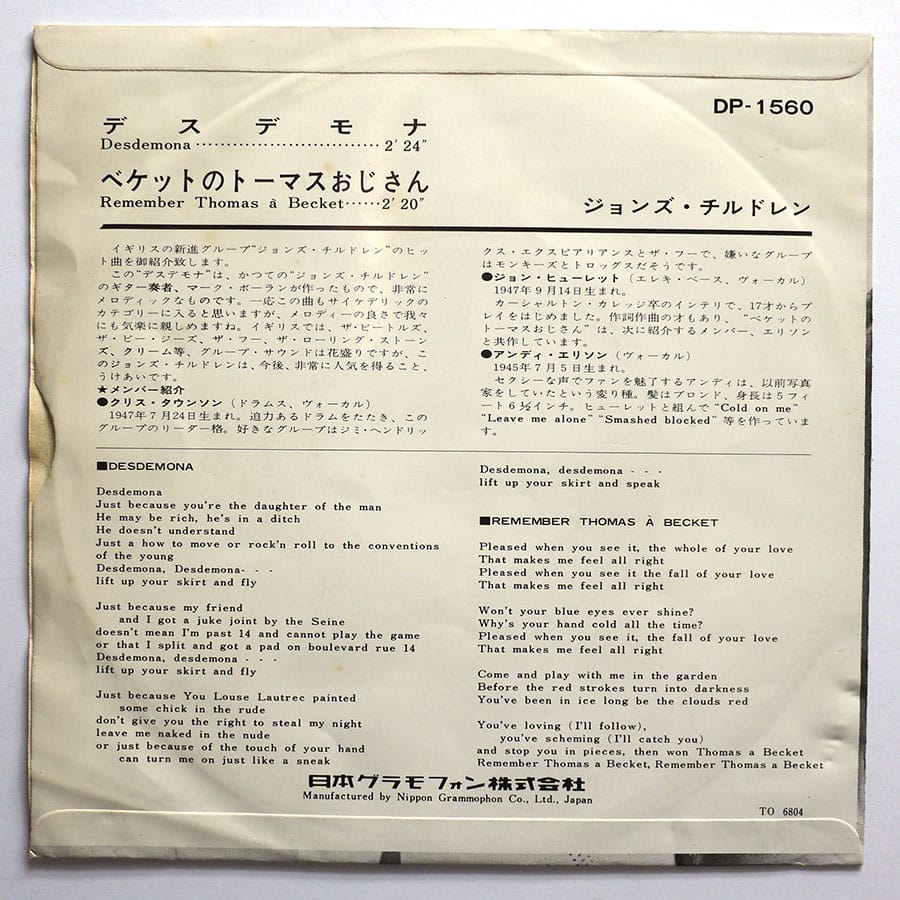 DP-1560
デスデモナ
Desdemona ······························ 2′ 24″
ベケットのトーマスおじさん
Remember Thomas à Becket······2′ 20″
ジョンズ・チルドレン
イギリスの新進グループ“ジョンズ・チルドレン”のヒッ
ト曲を御紹介致します。
この“デスデモナ”は、かつての“ジョンズ・チルドレン”
のギター奏者、マーク・ボーランが作ったもので、非常に
メロディックなものです。一応この曲もサイケデリックの
カテゴリーに入ると思いますが、メロディーの良さで我々
にも気楽に親しめますね。イギリスでは、ザ・ビートルズ、
ザ・ビー・ジーズ、ザ・フー、ザ・ローリング・ストーン
ズ、クリーム等、グループ・サウンドは花盛りですが、こ
のジョンズ・チルドレンは、今後、非常に人気を得ること、
うけあいです。
★メンバー紹介
●クリス・タウンソン（ドラムス、ヴォーカル）
1947年7月24日生まれ。迫力あるドラムをたたき、この
グループのリーダー格。好きなグループはジミ・ヘンドリッ
クス・エクスピアリアンスとザ・フーで、嫌いなグループ
はモンキーズとトロッグスだそうです。
●ジョン・ヒューレット（エレキ・ベース、ヴォーカル）
1947年9月14日生まれ。
カーシャルトン・カレッジ卒のインテリで、17才からプ
レイをはじめました。作詞作曲の才もあり、“ベケットの
トーマスおじさん”は、次に紹介するメンバー、エリソン
と共作しています。
●アンディ・エリソン（ヴォーカル）
1945年7月5日生まれ。
セクシーな声でファンを魅了するアンディは、以前写真
家をしていたという変り種。髪はブロンド、身長は5フィ
ート6½インチ。ヒューレットと組んで“Cold on me”
“Leave me alone”“Smashed blocked”等を作っていま
す。
■DESDEMONA
Desdemona
Just because you're the daughter of the man
He may be rich, he's in a ditch
He doesn't understand
Just a how to move or rock'n roll to the conventions
of the young
Desdemona, Desdemona- - -
lift up your skirt and fly
Just because my friend
and I got a juke joint by the Seine
doesn't mean I'm past 14 and cannot play the game
or that I split and got a pad on boulevard rue 14
Desdemona, desdemona - - -
lift up your skirt and fly
Just because You Louse Lautrec painted
some chick in the rude
don't give you the right to steal my night
leave me naked in the nude
or just because of the touch of your hand
can turn me on just like a sneak
Desdemona, desdemona - - -
lift up your skirt and speak
■REMEMBER THOMAS À BECKET
Pleased when you see it, the whole of your love
That makes me feel all right
Pleased when you see it the fall of your love
That makes me feel all right
Won't your blue eyes ever shine?
Why's your hand cold all the time?
Pleased when you see it, the fall of your love
That makes me feel all right
Come and play with me in the garden
Before the red strokes turn into darkness
You've been in ice long be the clouds red
You've loving (I'll follow),
you've scheming (I'll catch you)
and stop you in pieces, then won Thomas a Becket
Remember Thomas a Becket, Remember Thomas a Becket
日本グラモフォン株式会社
Manufactured by Nippon Grammophon Co., Ltd., Japan
TO 6804